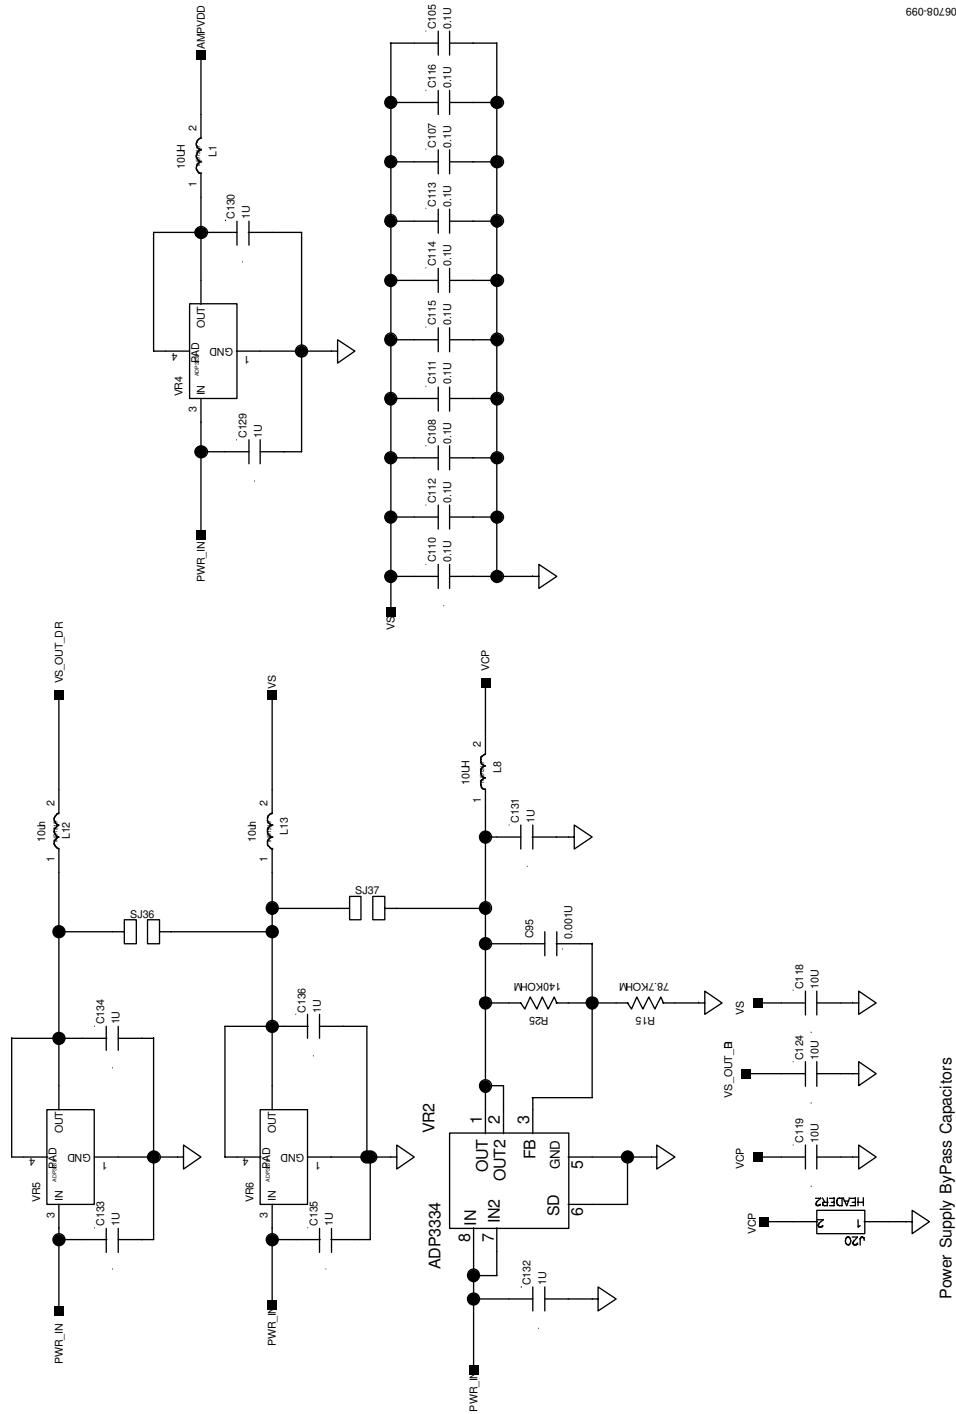 06708-099
AMPVDD
2
10UH
L1
1
C130
1U
OUT
4
PAD
GND
1
VR4
IN
3
C129
1U
PWR_IN
C105
0.1U
C116
0.1U
C107
0.1U
C113
0.1U
C114
0.1U
C115
0.1U
C111
0.1U
C108
0.1U
C112
0.1U
C110
0.1U
VS
VS_OUT_DR
2
10uh
L12
1
SJ36
C134
1U
OUT
4
PAD
GND
1
VR5
IN
3
C133
1U
PWR_IN
VS
2
10uh
L13
1
SJ37
C136
1U
OUT
4
PAD
GND
1
VR6
IN
3
C135
1U
PWR_IN
VCP
2
10UH
L8
1
C131
1U
C95
0.001U
140KOHM
R25
78.7KOHM
R15
VR2
1
2
3
OUT
OUT2
FB
GND
5
SD
6
IN
IN2
8
7
ADP3334
C132
1U
PWR_IN
VS
C118
10U
VS_OUT_B
C124
10U
VCP
C119
10U
VCP
HEADER2
2
1
J20
Power Supply ByPass Capacitors